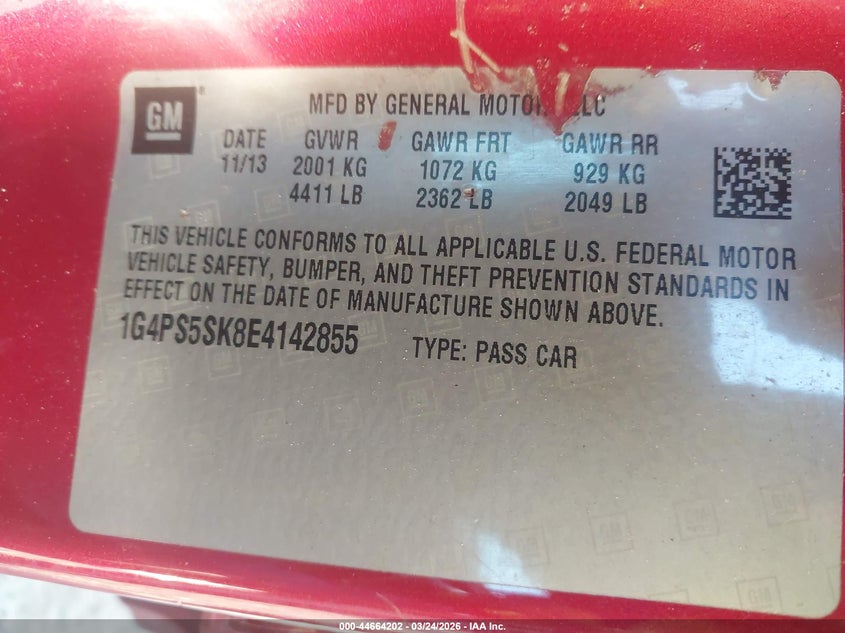 GM®
MFD BY GENERAL MOTORS LLC
DATE GVWR GAWR FRT GAWR RR
11/13 2001 KG 1072 KG 929 KG
4411 LB 2362 LB 2049 LB
THIS VEHICLE CONFORMS TO ALL APPLICABLE U.S. FEDERAL MOTOR
VEHICLE SAFETY, BUMPER, AND THEFT PREVENTION STANDARDS IN
EFFECT ON THE DATE OF MANUFACTURE SHOWN ABOVE.
1G4PS5SK8E4142855 TYPE: PASS CAR
000-44664202 - 03/24/2026 - IAA Inc.